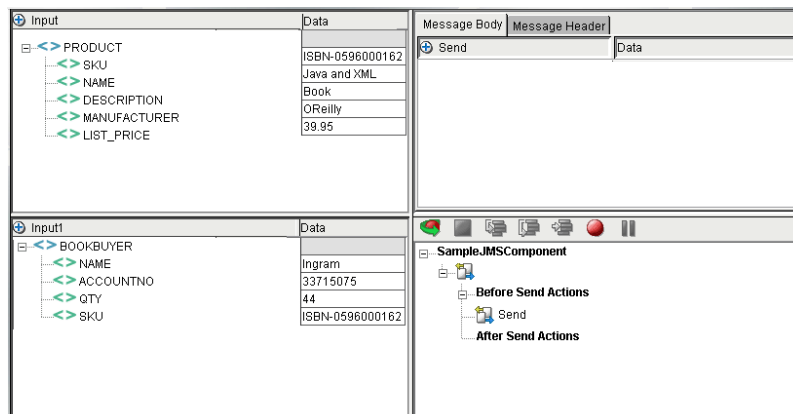 Input Data
PRODUCT
SKU ISBN-0596000162
NAME Java and XML
DESCRIPTION Book
MANUFACTURER OReilly
LIST_PRICE 39.95
Message Body Message Header
Send Data
Input1 Data
BOOKBUYER
NAME Ingram
ACCOUNTNO 33715075
QTY 44
SKU ISBN-0596000162
SampleJMSComponent
Before Send Actions
Send
After Send Actions